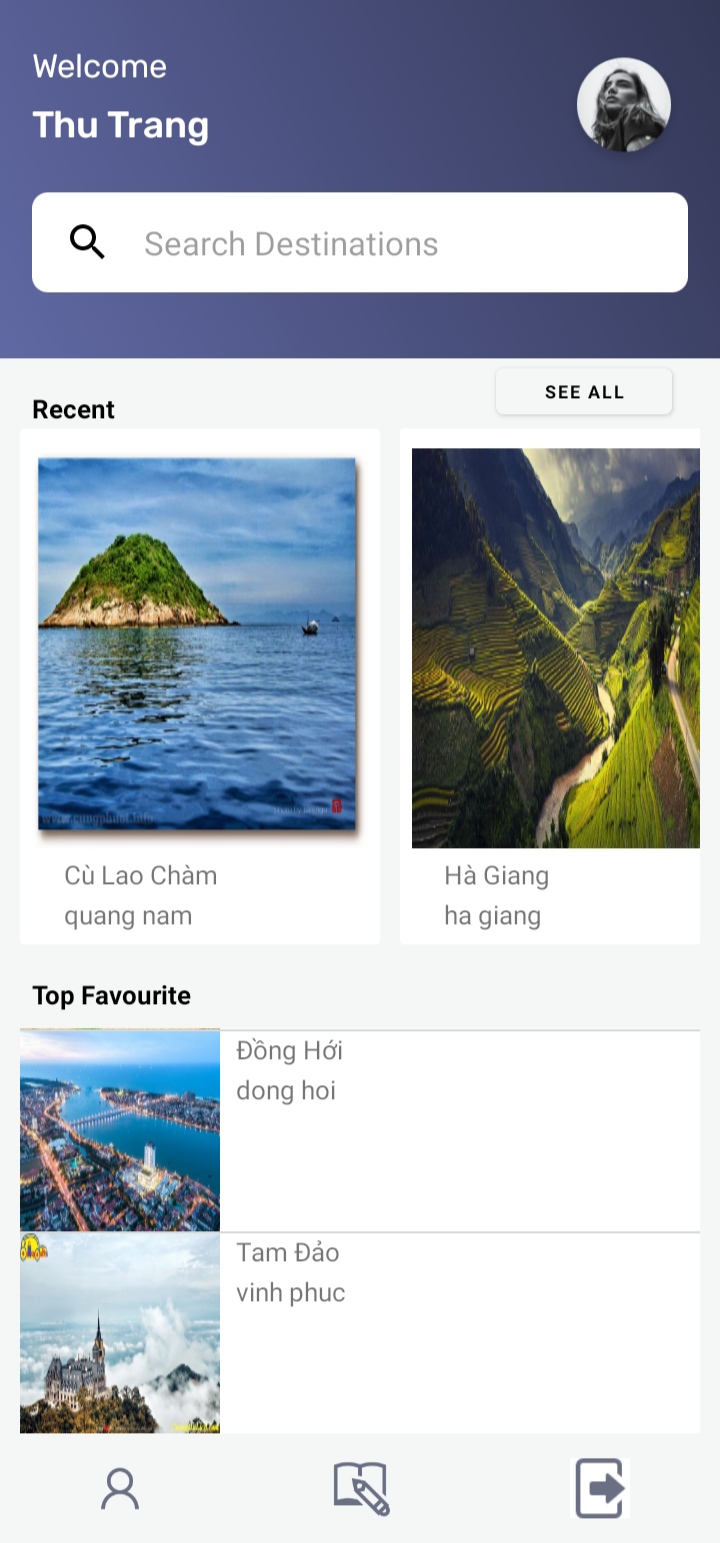 Welcome
Thu Trang
Search Destinations
SEE ALL
Recent
Cù Lao Chàm
quang nam
Hà Giang
ha giang
Top Favourite
Đồng Hới
dong hoi
Tam Đảo
vinh phuc